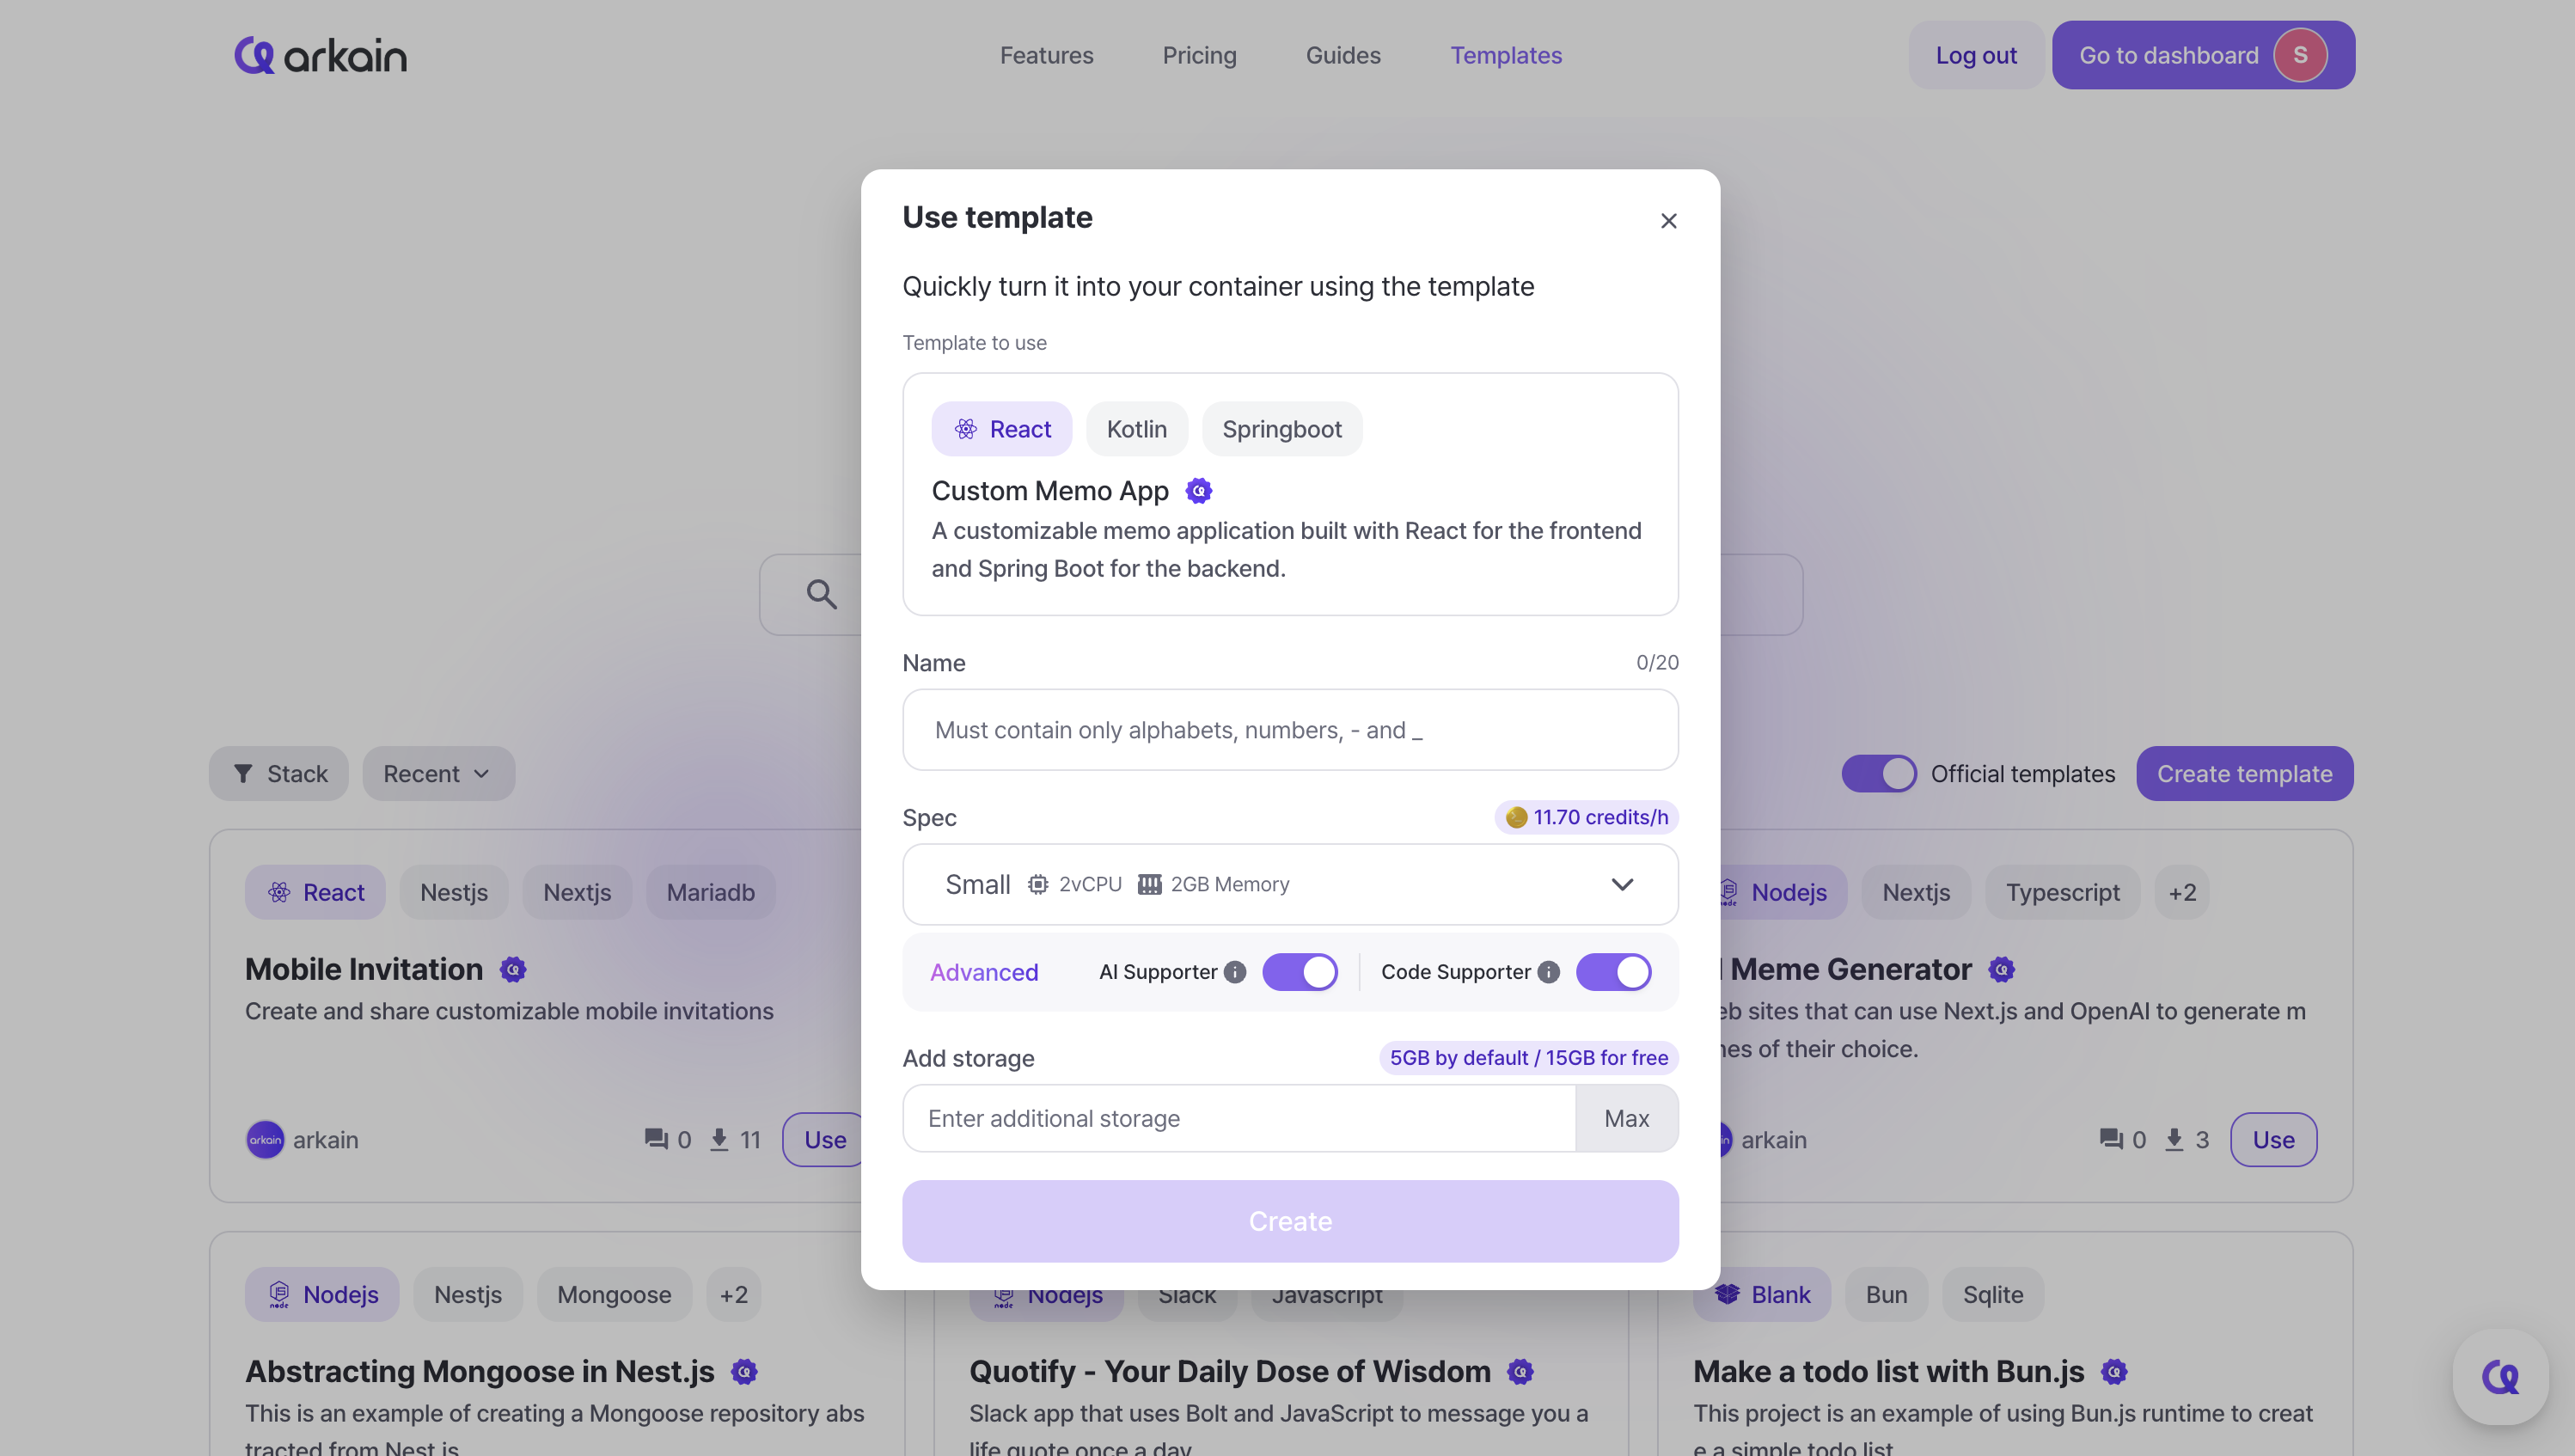 arkain
Features
Pricing
Guides
Templates
Log out
Go to dashboard
S
Use template
Quickly turn it into your container using the template
Template to use
React
Kotlin
Springboot
Custom Memo App
A customizable memo application built with React for the frontend
and Spring Boot for the backend.
Name
0/20
Must contain only alphabets, numbers, - and _
Spec
11.70 credits/h
Small
2vCPU
2GB Memory
Advanced
AI Supporter
Code Supporter
Add storage
5GB by default / 15GB for free
Enter additional storage
Max
Create
Stack
Recent
Official templates
Create template
React
Nestjs
Nextjs
Mariadb
Mobile Invitation
Create and share customizable mobile invitations
arkain
arkain
0
11
Use
Nodejs
Nextjs
Typescript
+2
Meme Generator
sites that can use Next.js and OpenAI to generate m
of their choice.
arkain
0
3
Use
Nodejs
Nestjs
Mongoose
+2
Abstracting Mongoose in Nest.js
This is an example of creating a Mongoose repository abs
tracted from Nest.js
Nodejs
Slack
Javascript
Quotify - Your Daily Dose of Wisdom
Slack app that uses Bolt and JavaScript to message you a
life quote once a day
Blank
Bun
Sqlite
Make a todo list with Bun.js
This project is an example of using Bun.js runtime to creat
e a simple todo list